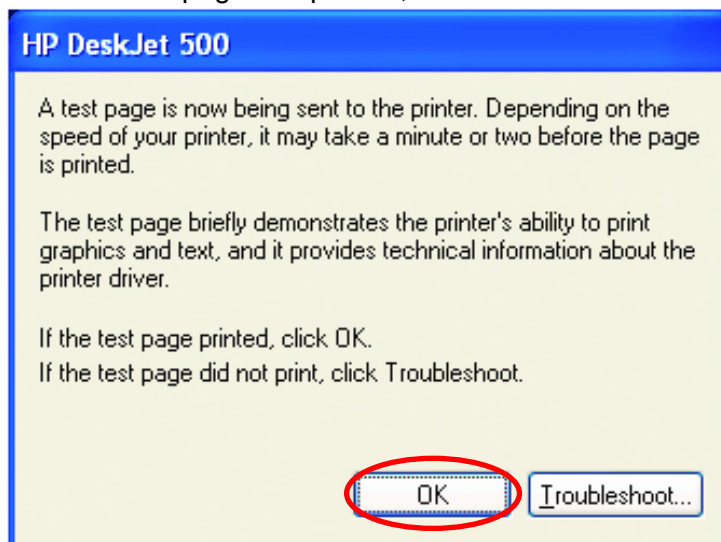 HP DeskJet 500
A test page is now being sent to the printer. Depending on the
speed of your printer, it may take a minute or two before the page
is printed.
The test page briefly demonstrates the printer's ability to print
graphics and text, and it provides technical information about the
printer driver.
If the test page printed, click OK.
If the test page did not print, click Troubleshoot.
OK Troubleshoot...